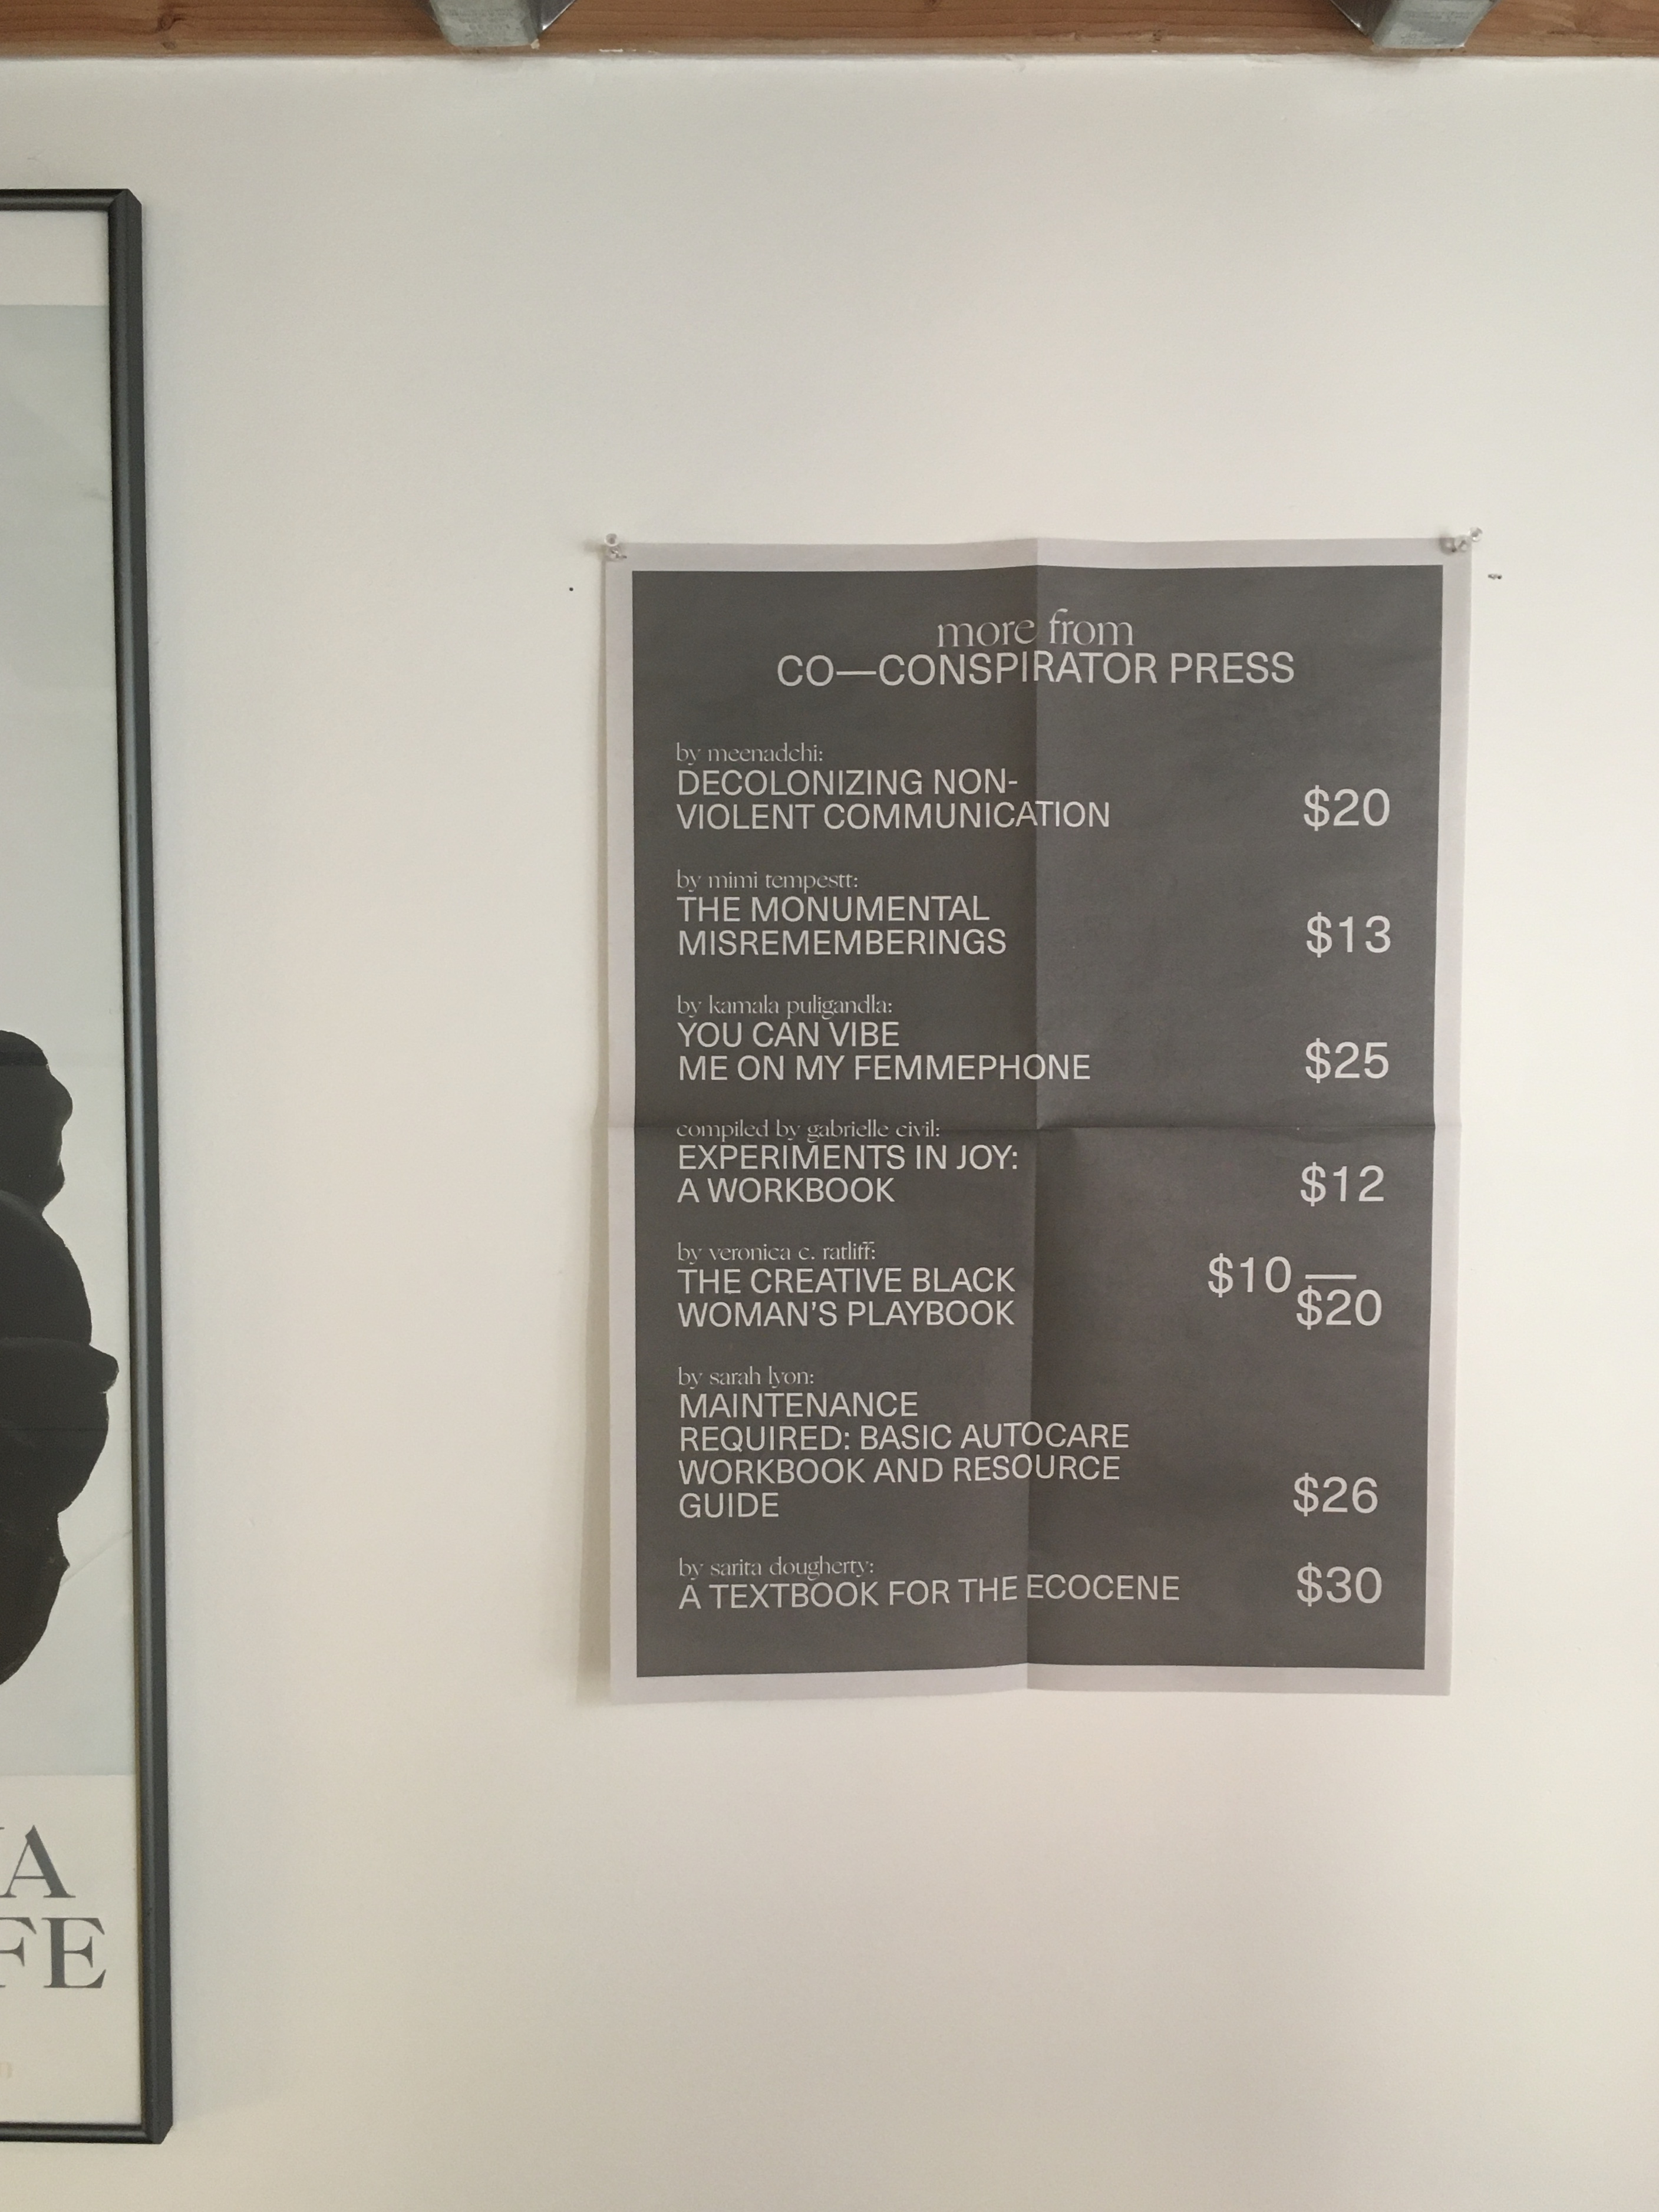 more from
CO—CONSPIRATOR PRESS
by meenadchi:
DECOLONIZING NON-
VIOLENT COMMUNICATION
$20
by mimi tempestt:
THE MONUMENTAL
MISREMEMBERINGS
$13
by kamala puligandla:
YOU CAN VIBE
ME ON MY FEMMEPHONE
$25
compiled by gabrielle civil:
EXPERIMENTS IN JOY:
A WORKBOOK
$12
by veronica c. ratliff:
THE CREATIVE BLACK
WOMAN'S PLAYBOOK
$10—
$20
by sarah lyon:
MAINTENANCE
REQUIRED: BASIC AUTOCARE
WORKBOOK AND RESOURCE
GUIDE
$26
by sarita dougherty:
A TEXTBOOK FOR THE ECOCENE
$30